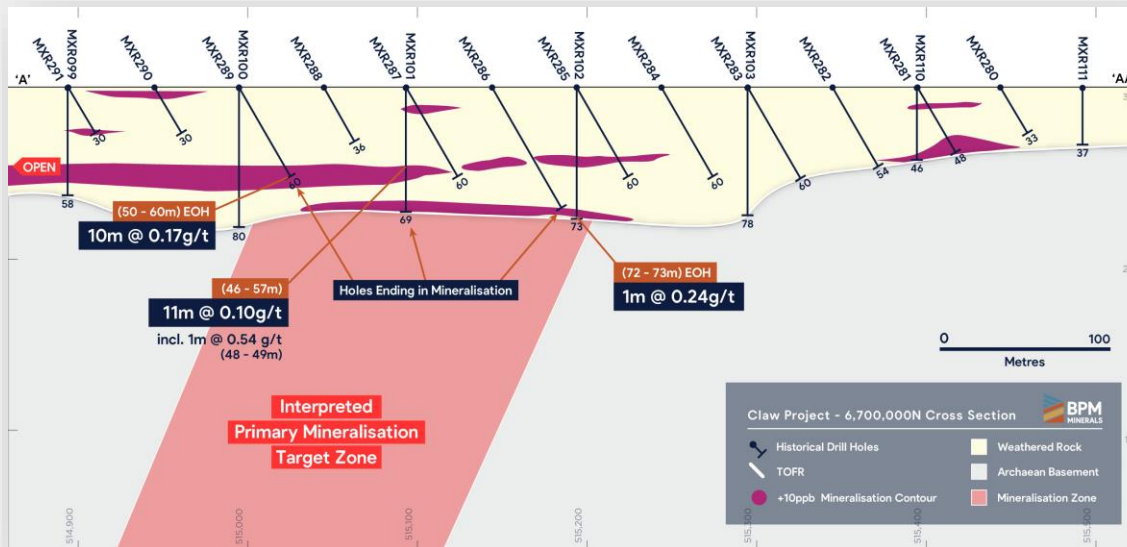 'A'
MXR291
MXR099
MXR290
MXR289
MXR100
MXR288
MXR287
MXR101
MXR286
MXR285
MXR102
MXR284
MXR283
MXR103
MXR282
MXR281
MXR110
MXR280
MXR111
30
30
36
33
37
OPEN
60
60
60
60
60
54
46
48
58
80
69
73
78
(50 - 60m) EOH
10m @ 0.17g/t
(46 - 57m)
11m @ 0.10g/t
incl. 1m @ 0.54 g/t
(48 - 49m)
Holes Ending in Mineralisation
(72 - 73m) EOH
1m @ 0.24g/t
0
100
Metres
Interpreted
Primary Mineralisation
Target Zone
Claw Project - 6,700,000N Cross Section
BPM
MINERALS
Historical Drill Holes
Weathered Rock
TOFR
Archaean Basement
+10ppb Mineralisation Contour
Mineralisation Zone
514,900
515,000
515,100
515,200
515,300
515,400